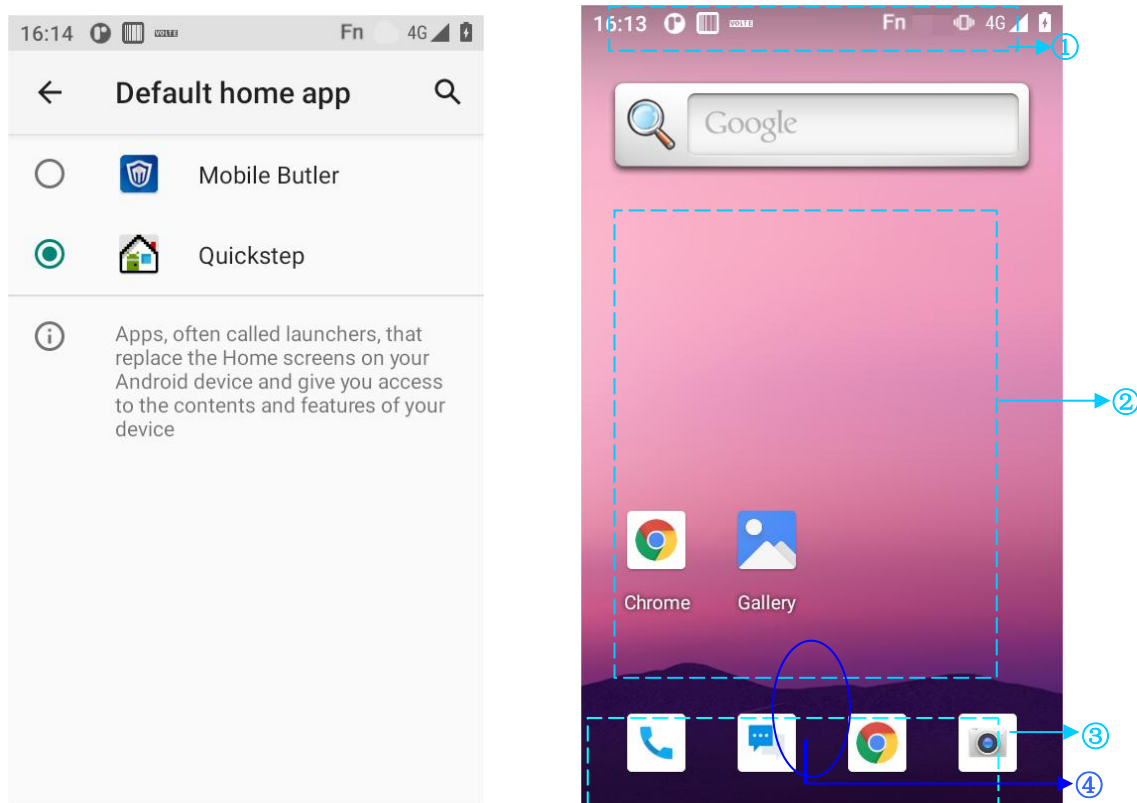 16:14
VOLTE
Fn
4G
Default home app
Mobile Butler
Quickstep
Apps, often called launchers, that
replace the Home screens on your
Android device and give you access
to the contents and features of your
device
16:13
VOLTE
Fn
4G
①
Google
②
Chrome
Gallery
③
④